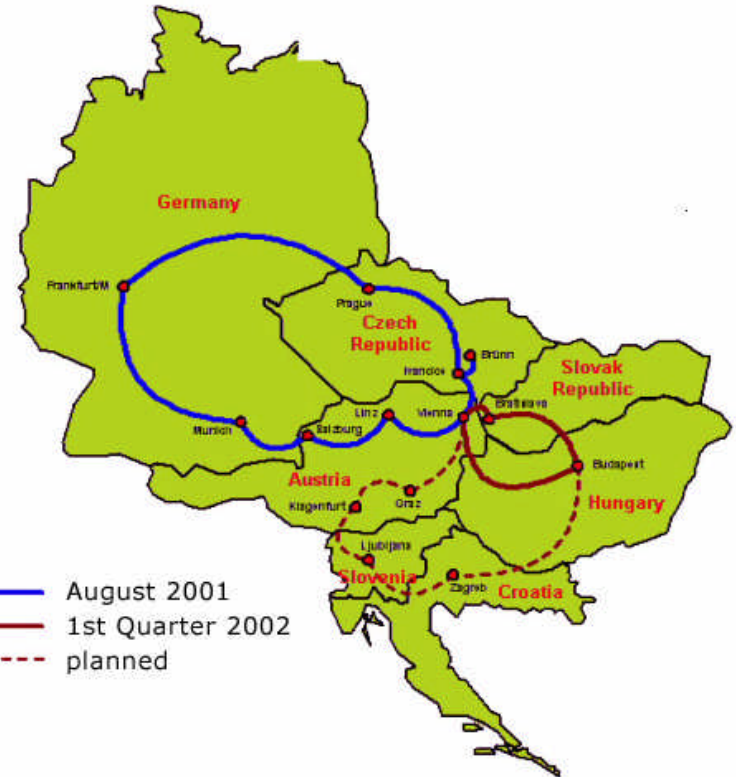 Germany
Frankfurt/M
Prague
Czech
Republic
Brünn
Ivancice
Slovak
Republic
Linz
Vienna
Bratislava
Munich
Salzburg
Budapest
Austria
Hungary
Klagenfurt
Graz
Ljubljana
Slovenia
Zagreb
Croatia
August 2001
1st Quarter 2002
planned